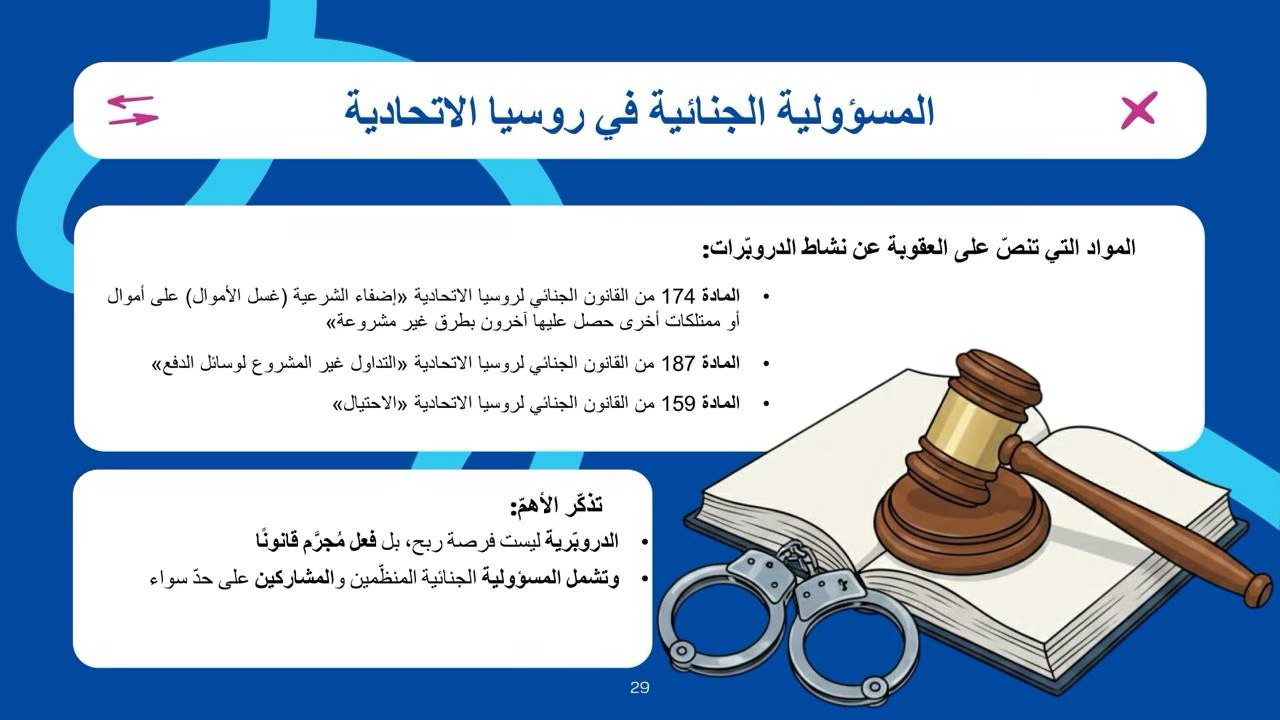 المسؤولية الجنائية في روسيا الاتحادية
المواد التي تنصّ على العقوبة عن نشاط الدروبّرات:
• المادة 174 من القانون الجنائي لروسيا الاتحادية «إضفاء الشرعية (غسل الأموال) على أموال
أو ممتلكات أخرى حصل عليها آخرون بطرق غير مشروعة»
• المادة 187 من القانون الجنائي لروسيا الاتحادية «التداول غير المشروع لوسائل الدفع»
• المادة 159 من القانون الجنائي لروسيا الاتحادية «الاحتيال»
تذكّر الأهمّ:
• الدروبّرية ليست فرصة ربح، بل فعل مُجرَّم قانونًا
• وتشمل المسؤولية الجنائية المنظّمين والمشاركين على حدّ سواء
29